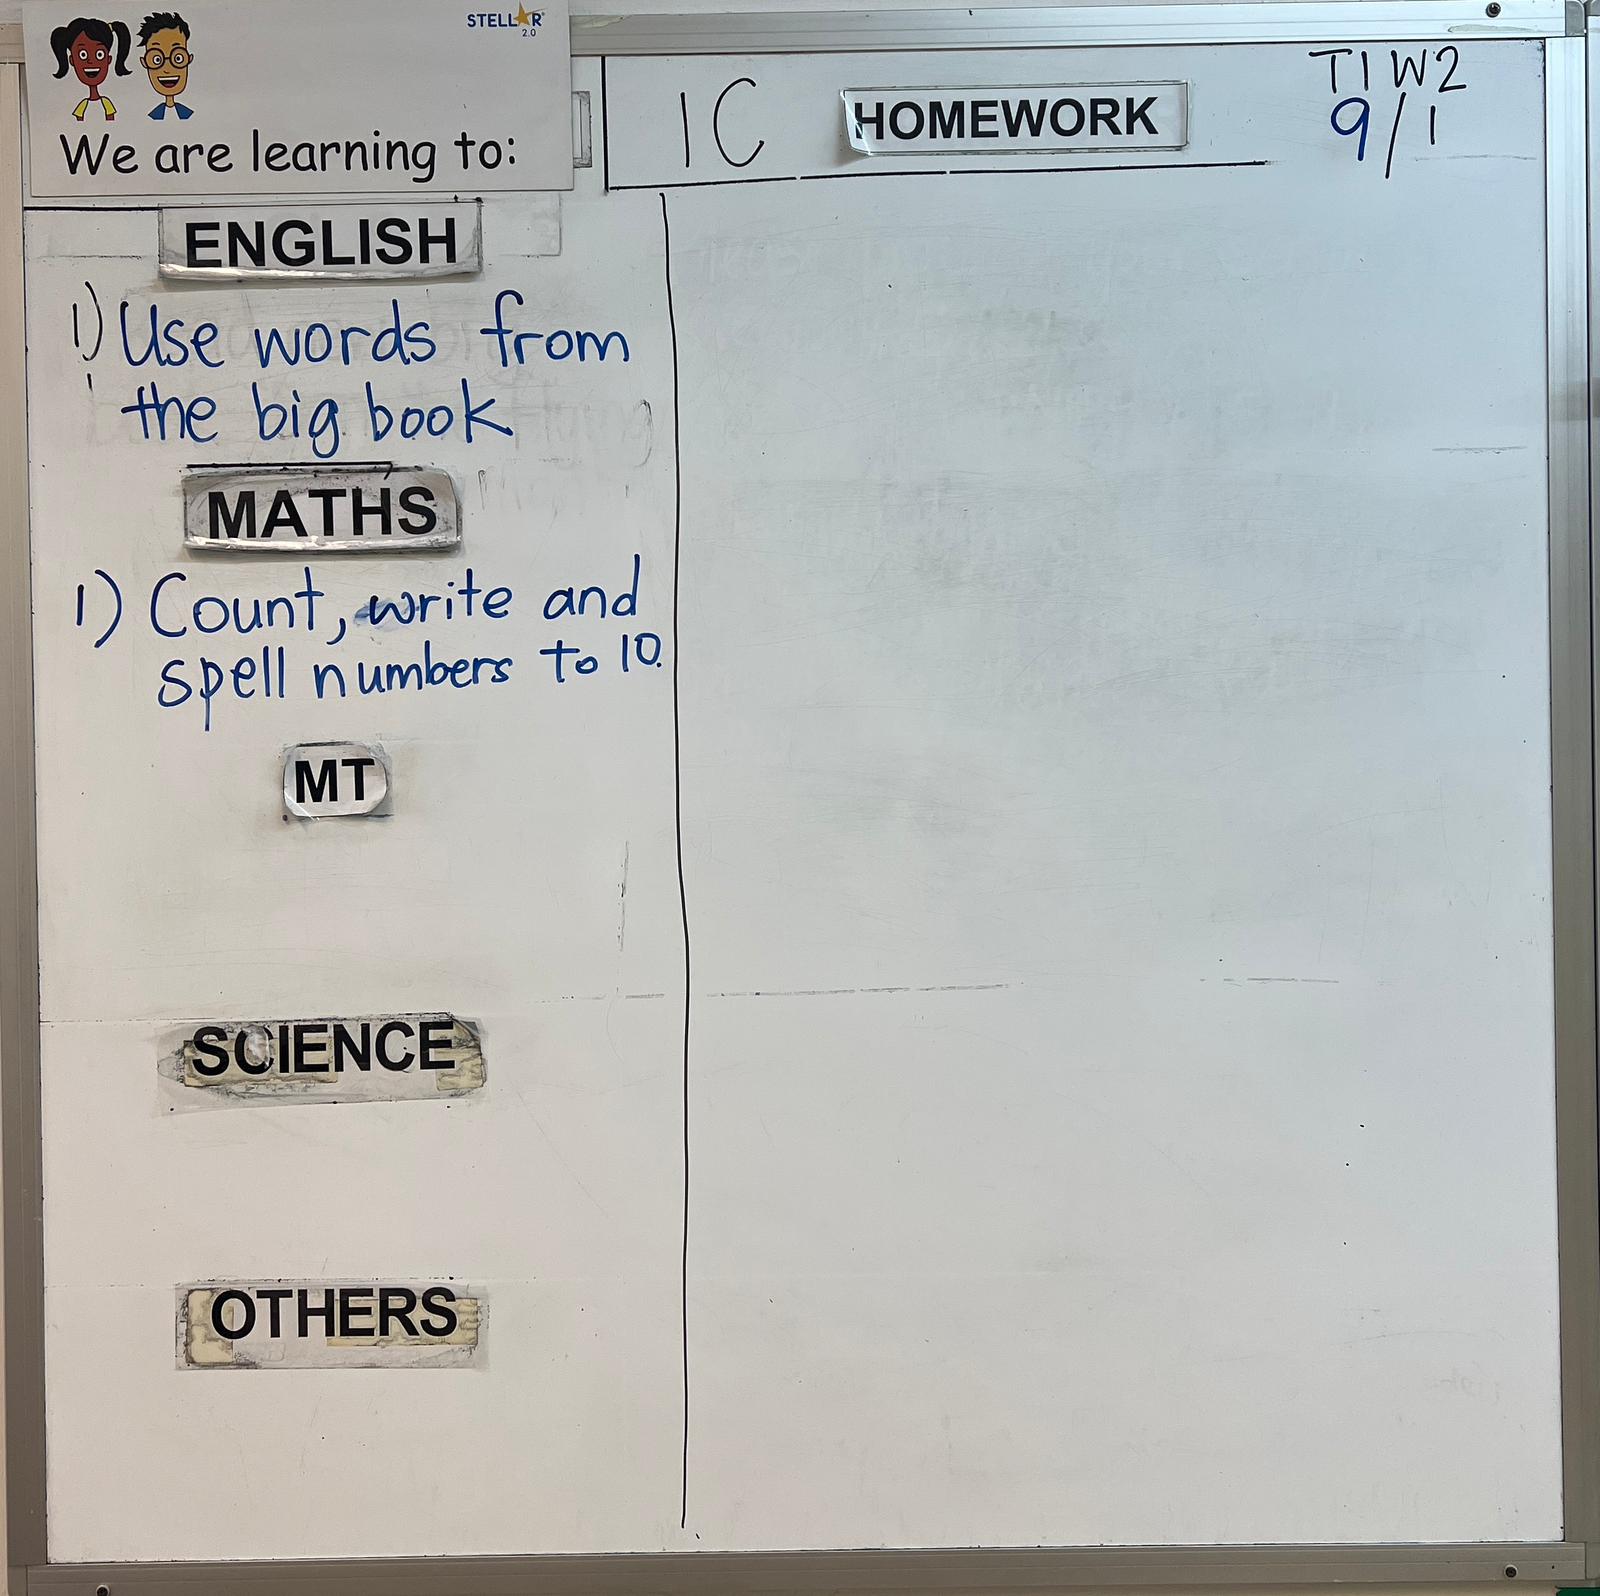 STELLAR
2.0
We are learning to:
1C HOMEWORK
T1 W2
9/1
ENGLISH
1) Use words from
the big book
MATHS
1) Count, write and
spell numbers to 10.
MT
SCIENCE
OTHERS